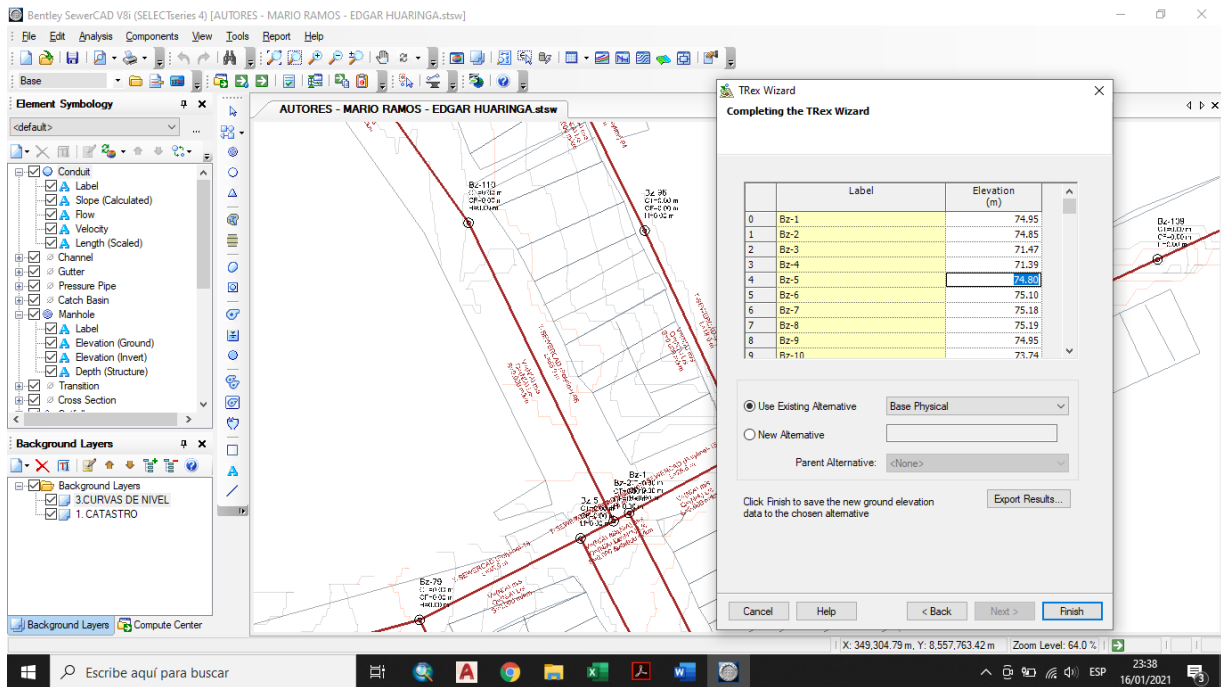 Bentley SewerCAD V8i (SELECTseries 4) [AUTORES - MARIO RAMOS - EDGAR HUARINGA.stsw]
File Edit Analysis Components View Tools Report Help
Base
Element Symbology
<default>
...
Conduit
Label
Slope (Calculated)
Flow
Velocity
Length (Scaled)
Channel
Gutter
Pressure Pipe
Catch Basin
Manhole
Label
Elevation (Ground)
Elevation (Invert)
Depth (Structure)
Transition
Cross Section
Background Layers
Background Layers
3.CURVAS DE NIVEL
1. CATASTRO
Background Layers Compute Center
AUTORES - MARIO RAMOS - EDGAR HUARINGA.stsw
Bz-110
Bz-139
Bz-1
Bz-79
TRex Wizard
Completing the TRex Wizard
Label Elevation (m)
0 Bz-1 74.95
1 Bz-2 74.85
2 Bz-3 71.47
3 Bz-4 71.39
4 Bz-5 74.80
5 Bz-6 75.10
6 Bz-7 75.18
7 Bz-8 75.19
8 Bz-9 74.95
9 Bz-10 73.74
Use Existing Alternative Base Physical
New Alternative
Parent Alternative: <None>
Click Finish to save the new ground elevation
data to the chosen alternative
Export Results...
Cancel Help < Back Next > Finish
X: 349,304.79 m, Y: 8,557,763.42 m Zoom Level: 64.0 %
Escribe aquí para buscar
ESP
23:38
16/01/2021
3